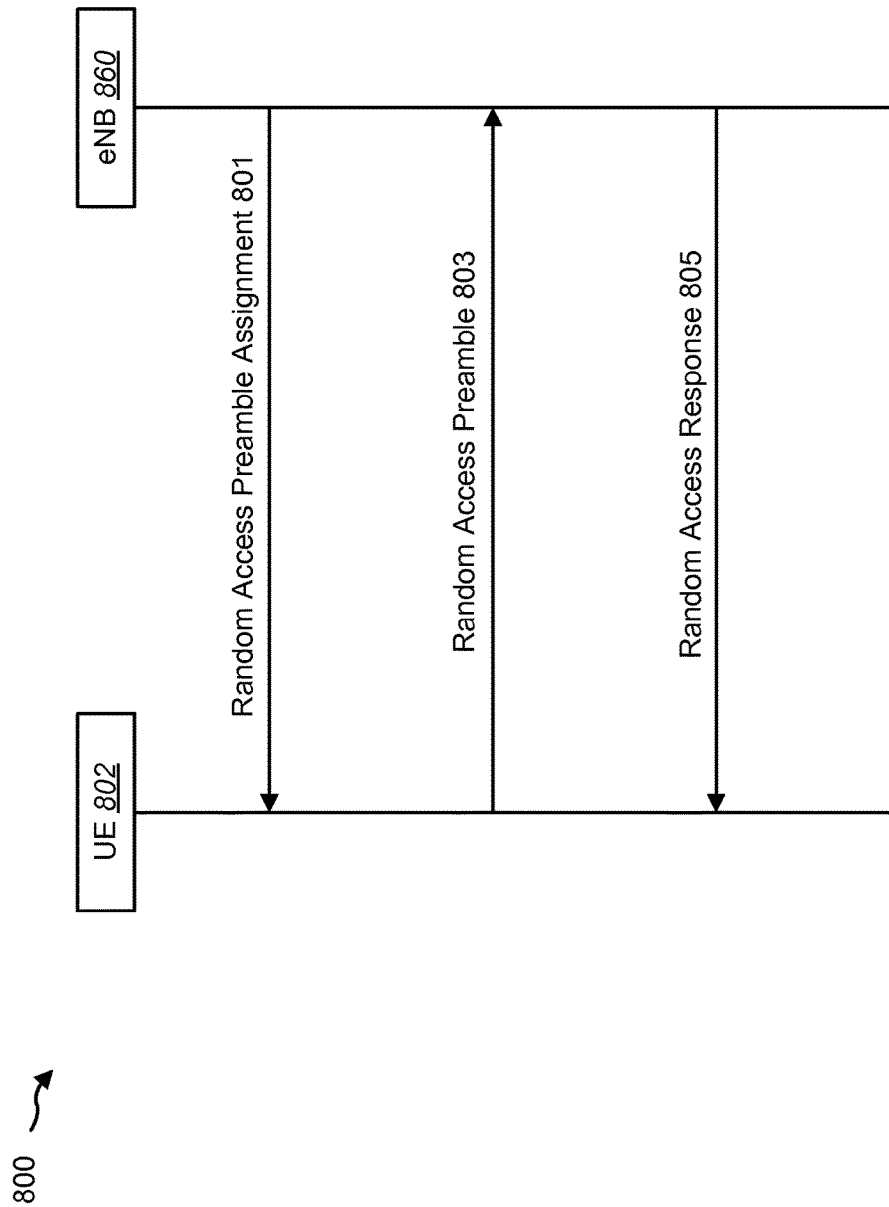 800
UE 802
eNB 860
Random Access Preamble Assignment 801
Random Access Preamble 803
Random Access Response 805